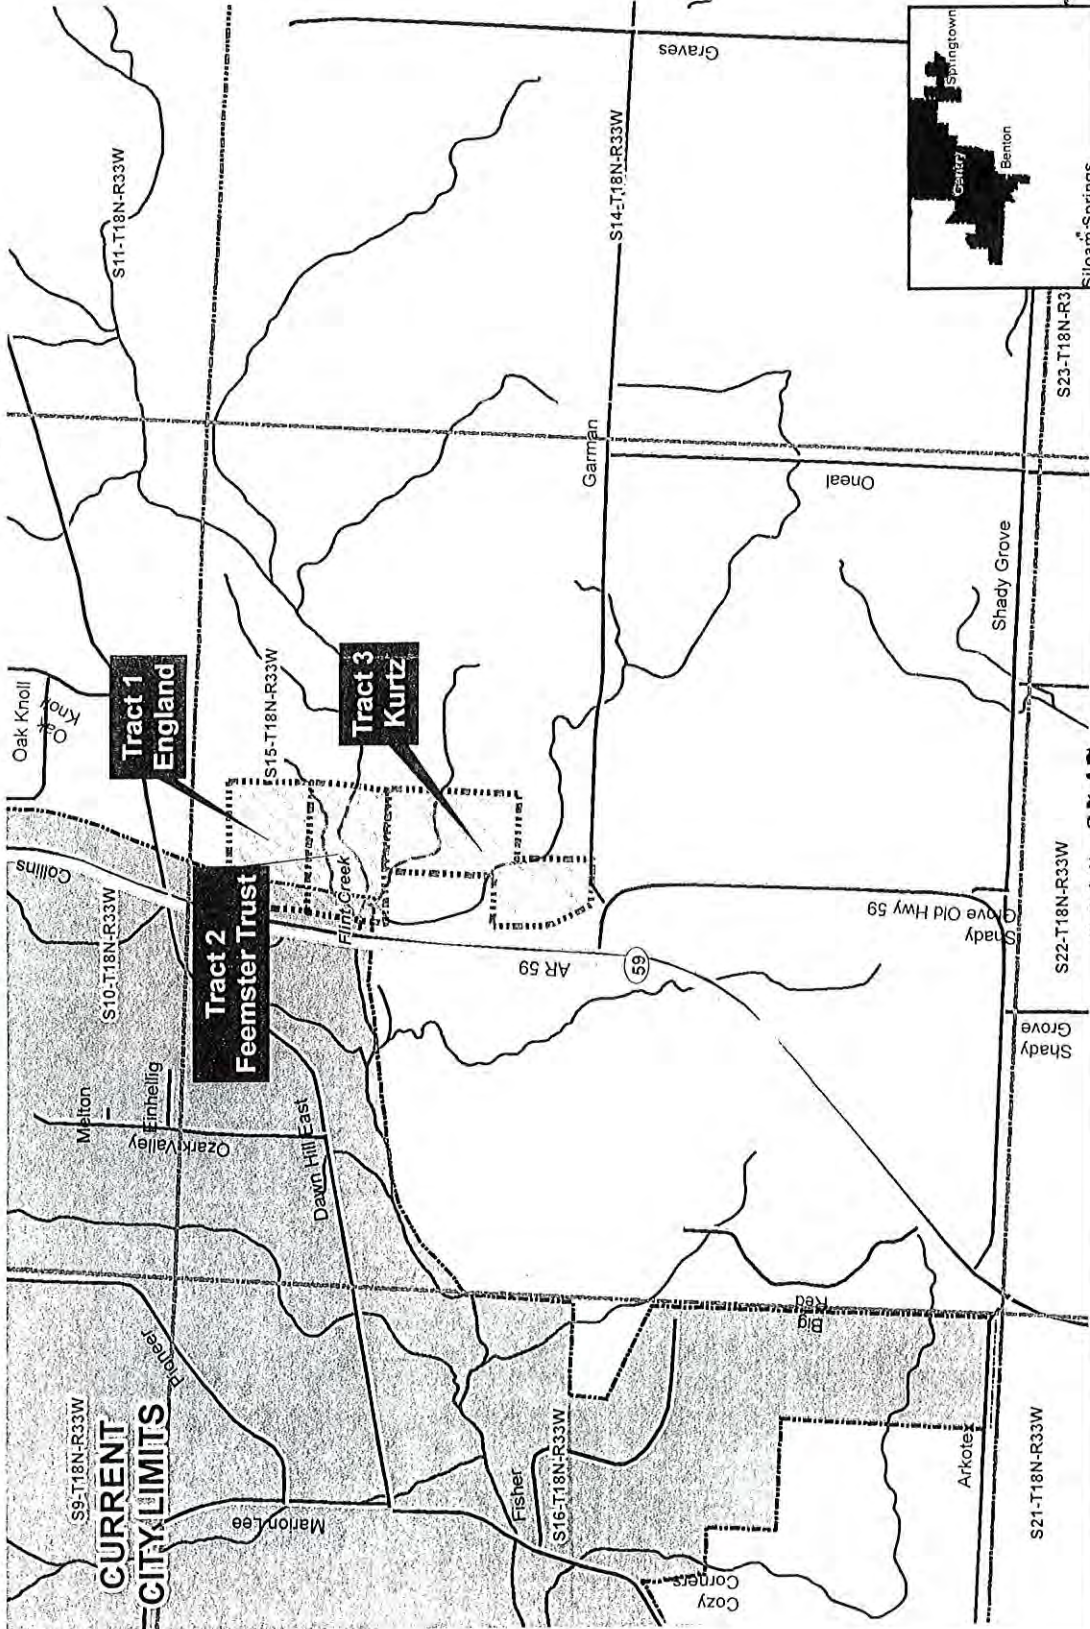 CURRENT
CITY LIMITS
S9-T18N-R33W
Pioneer
Marion Lee
Fisher
S16-T18N-R33W
Cozy
Corners
Arkotex
S21-T18N-R33W
Big
Red
Dawn Hill East
Ozark Valley
Melton
Einhellig
S10-T18N-R33W
Collins
Tract 2
Feemster Trust
Flint Creek
Tract 1
England
Oak Knoll
Oak
Knoll
S15-T18N-R33W
Tract 3
Kurtz
AR 59
59
Shady
Grove Old Hwy 59
Shady
Grove
S22-T18N-R33W
Shady Grove
Garman
Oneal
S11-T18N-R33W
S14-T18N-R33W
Graves
S23-T18N-R3
Springtown
Gentry
Benton
Siloam Springs